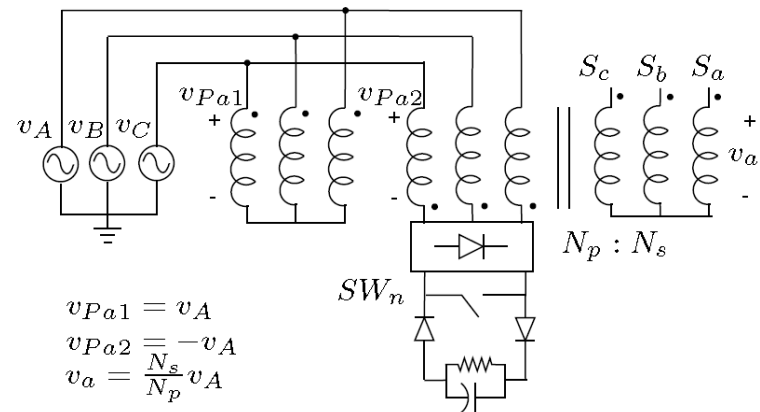 v_A
v_B
v_C
v_{Pa1}
+
-
v_{Pa2}
+
-
S_c
S_b
S_a
+
v_a
-
N_p : N_s
SW_n
v_{Pa1} = v_A
v_{Pa2} = -v_A
v_a = \frac{N_s}{N_p} v_A